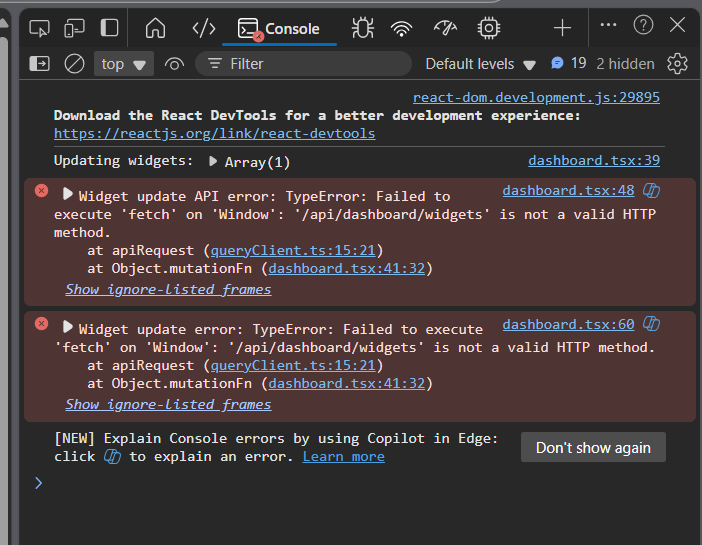 Console
top
Filter
Default levels
19
2 hidden
react-dom.development.js:29895
Download the React DevTools for a better development experience:
https://reactjs.org/link/react-devtools
Updating widgets: Array(1) dashboard.tsx:39
Widget update API error: TypeError: Failed to dashboard.tsx:48
execute 'fetch' on 'Window': '/api/dashboard/widgets' is not a valid HTTP
method.
at apiRequest (queryClient.ts:15:21)
at Object.mutationFn (dashboard.tsx:41:32)
Show ignore-listed frames
Widget update error: TypeError: Failed to execute dashboard.tsx:60
'fetch' on 'Window': '/api/dashboard/widgets' is not a valid HTTP method.
at apiRequest (queryClient.ts:15:21)
at Object.mutationFn (dashboard.tsx:41:32)
Show ignore-listed frames
[NEW] Explain Console errors by using Copilot in Edge:
click to explain an error. Learn more
Don't show again